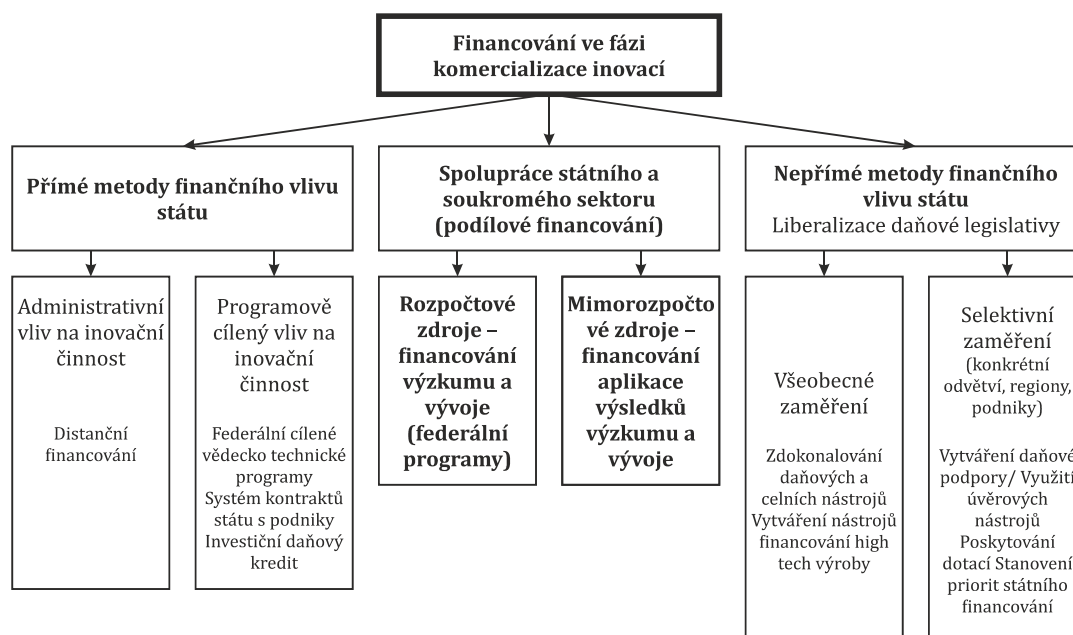 Financování ve fázi
komercializace inovací
Přímé metody finančního vlivu
státu
Spolupráce státního a
soukromého sektoru
(podílové financování)
Nepřímé metody finančního
vlivu státu
Liberalizace daňové legislativy
Administrativní
vliv na inovační
činnost
Distanční
financování
Programově
cílený vliv na
inovační
činnost
Federální cílené
vědecko technické
programy
Systém kontraktů
státu s podniky
Investiční daňový
kredit
Rozpočtové
zdroje –
financování
výzkumu a
vývoje
(federální
programy)
Mimorozpočto
vé zdroje –
financování
aplikace
výsledků
výzkumu a
vývoje
Všeobecné
zaměření
Zdokonalování
daňových a
celních nástrojů
Vytváření nástrojů
financování high
tech výroby
Selektivní
zaměření
(konkrétní
odvětví, regiony,
podniky)
Vytváření daňové
podpory/ Využití
úvěrových
nástrojů
Poskytování
dotací Stanovení
priorit státního
financování